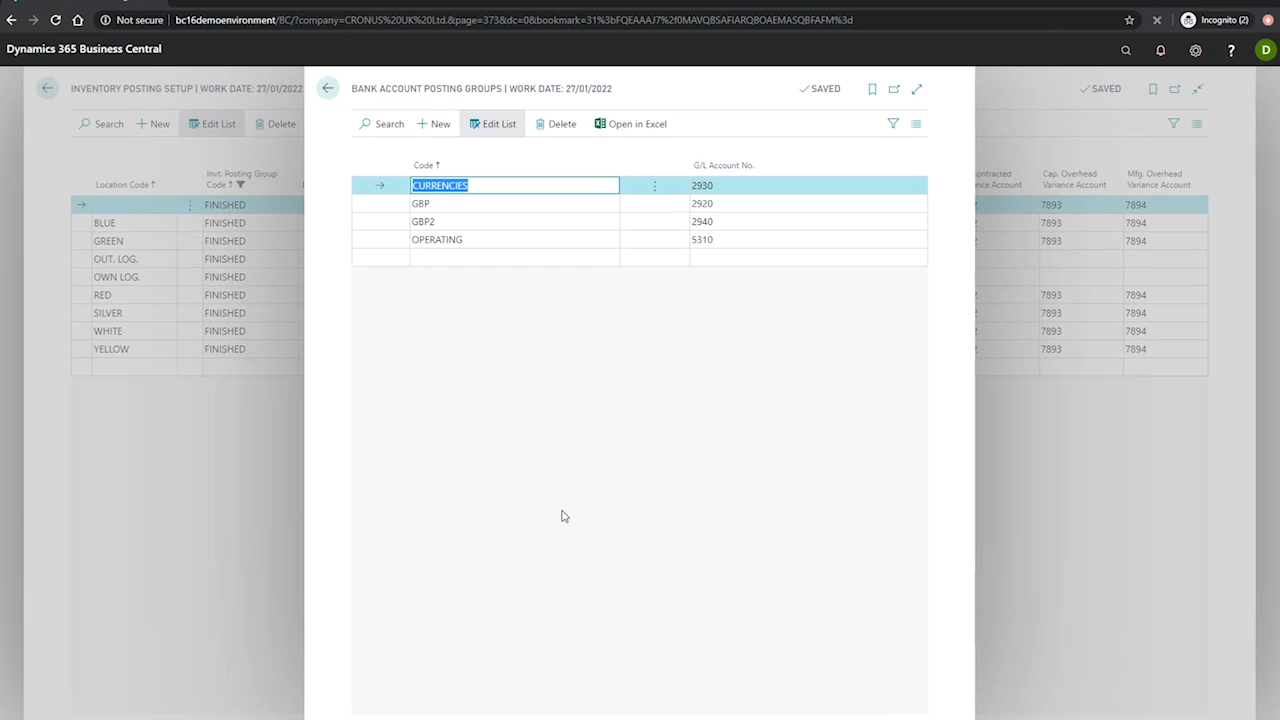 Not secure | bc16demoenvironment/BC/?company=CRONUS%20UK%20Ltd.&page=373&dc=0&bookmark=31%3bFQEAAAJ7%2f0MAVQBSAFIARQBOAEMASQBFAFM%3d
Incognito (2)
Dynamics 365 Business Central
?
D
INVENTORY POSTING SETUP | WORK DATE: 27/01/2022
BANK ACCOUNT POSTING GROUPS | WORK DATE: 27/01/2022
✓ SAVED
✓ SAVED
Search + New Edit List Delete
Search + New Edit List Delete Open in Excel
Code ↑ G/L Account No.
CURRENCIES 2930
GBP 2920
GBP2 2940
OPERATING 5310
Location Code ↑ Invt. Posting Group Code ↑
FINISHED
BLUE FINISHED
GREEN FINISHED
OUT. LOG. FINISHED
OWN LOG. FINISHED
RED FINISHED
SILVER FINISHED
WHITE FINISHED
YELLOW FINISHED
Cap. Overhead Variance Account Mfg. Overhead Variance Account
7893 7894
7893 7894
7893 7894
7893 7894
7893 7894
7893 7894
7893 7894